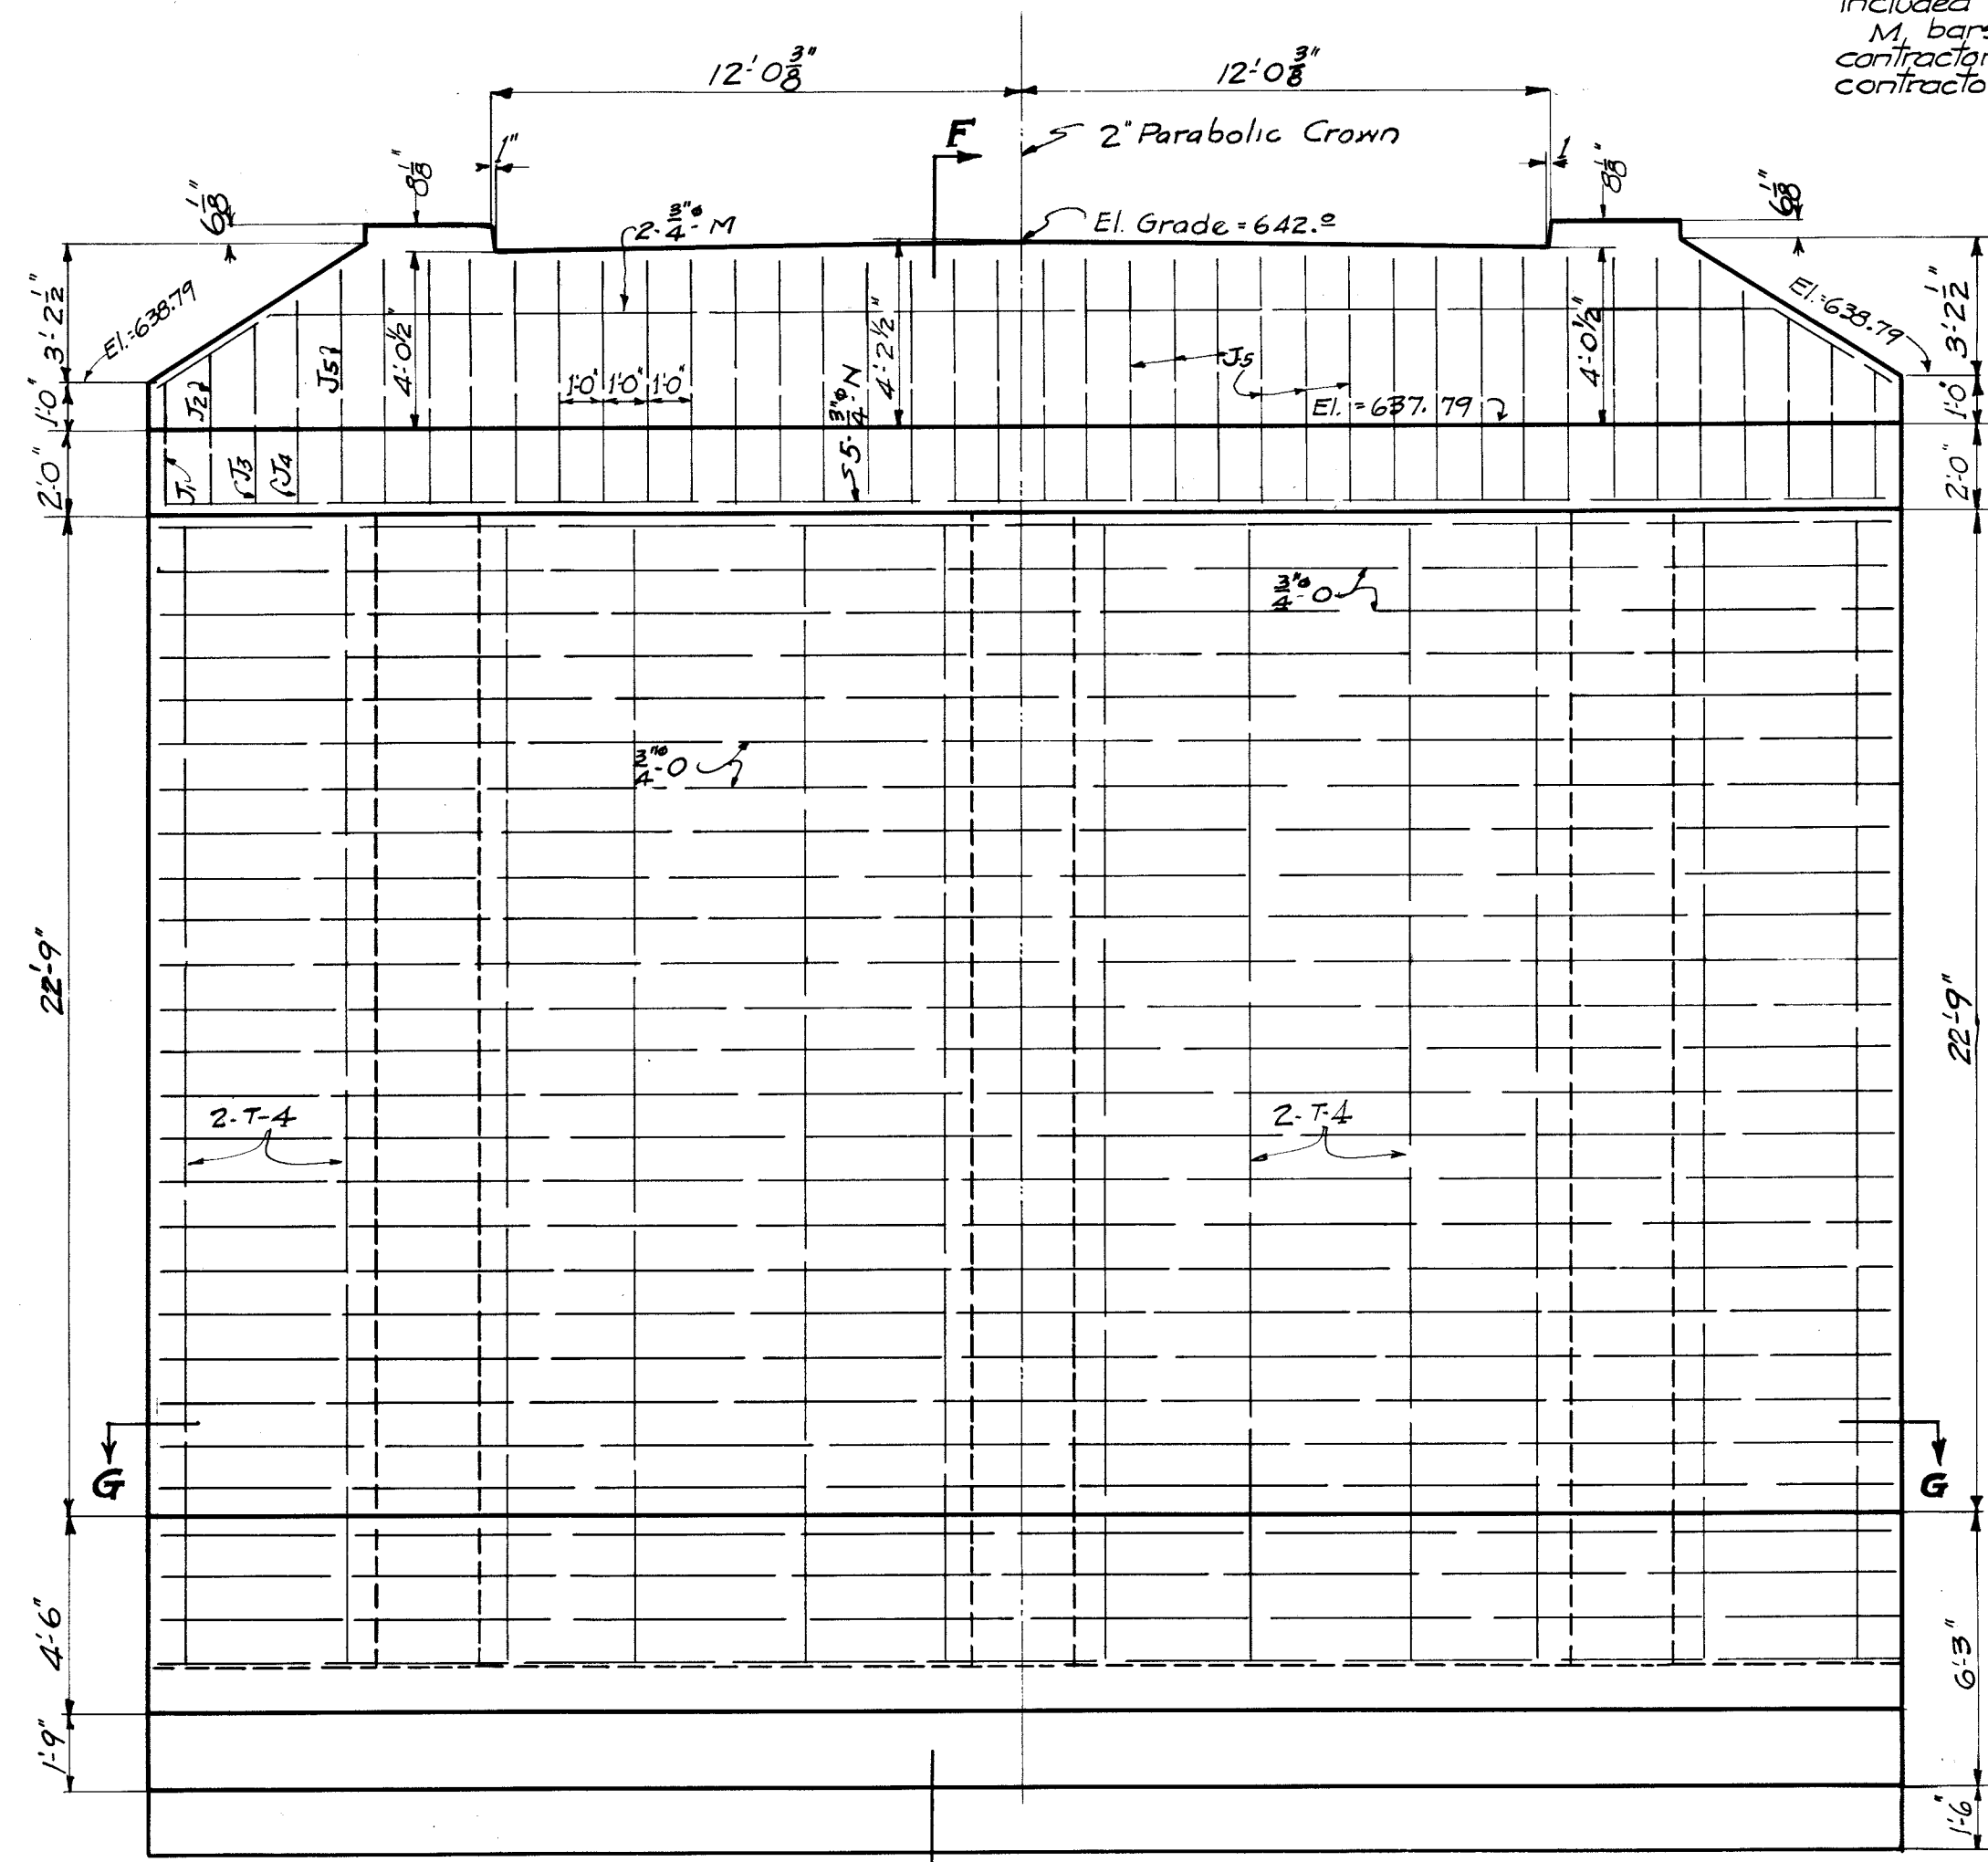 included
M, bars
contractor
contracto
12'-0 3/8"
12'-0 3/8"
F
2" Parabolic Crown
1"
1
8 1/8"
8 1/8"
6 1/8"
6 1/8"
2-3/4"ø-M
El. Grade = 642.0
El.=638.79
El.=638.79
3'-2 1/2"
3'-2 1/2"
J5
4'-0 1/2"
4'-2 1/2"
J5
4'-0 1/2"
1'-0" 1'-0" 1'-0"
5-3/4"ø-N
El. = 637.79
J2
1'-0"
1'-0"
J1
J3
J4
2'-0"
2'-0"
3/4"ø-O
3/4"ø-O
22'-9"
22'-9"
2-T-4
2-T-4
G
G
4'-6"
6'-3"
1'-9"
1'-6"